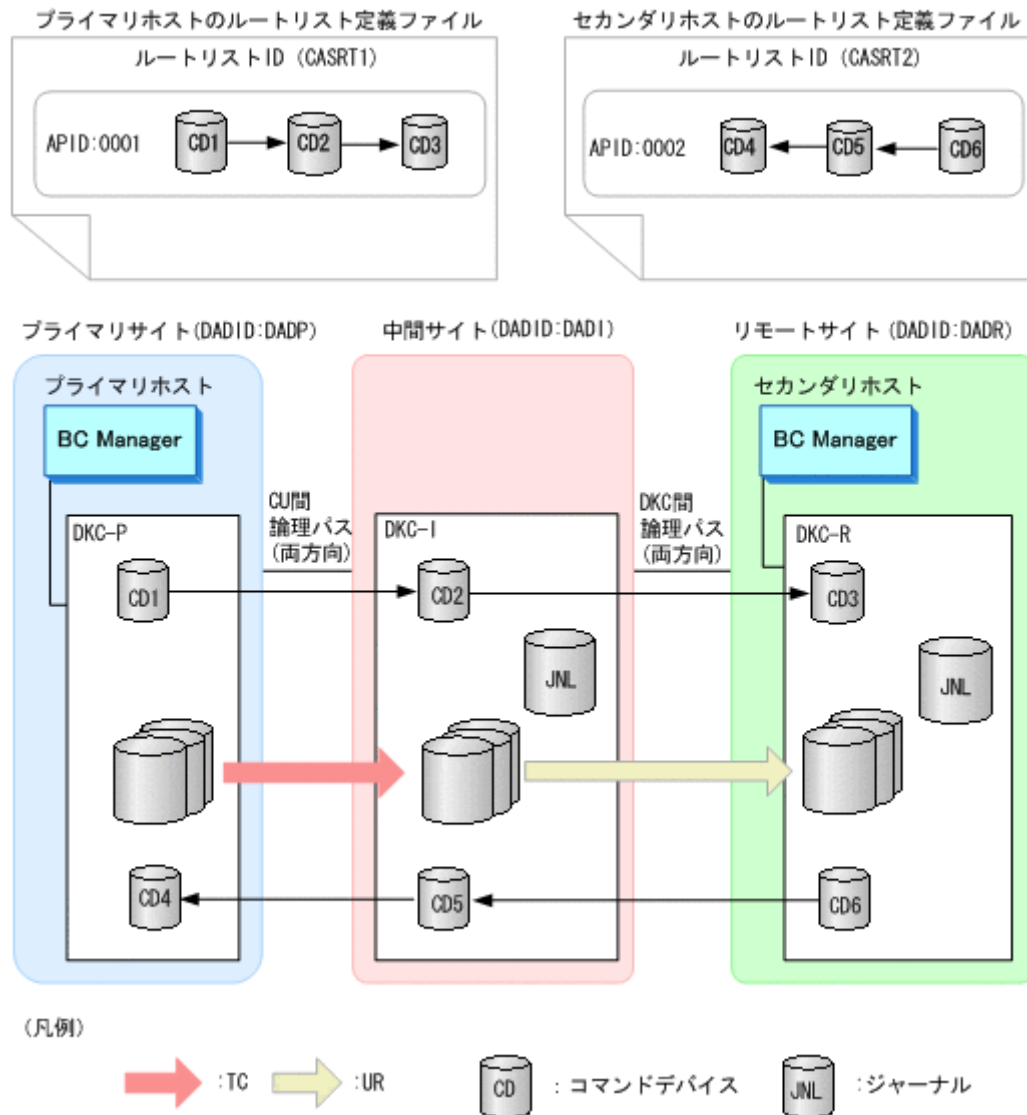 プライマリホストのルートリスト定義ファイル
ルートリストID (CASRT1)
APID:0001
CD1
CD2
CD3
セカンダリホストのルートリスト定義ファイル
ルートリストID (CASRT2)
APID:0002
CD4
CD5
CD6
プライマリサイト(DADID:DADP)
中間サイト(DADID:DADI)
リモートサイト(DADID:DADR)
プライマリホスト
BC Manager
セカンダリホスト
BC Manager
CU間
論理パス
(両方向)
DKC間
論理パス
(両方向)
DKC-P
DKC-I
DKC-R
CD1
CD2
CD3
JNL
JNL
CD4
CD5
CD6
(凡例)
:TC
:UR
CD
:コマンドデバイス
JNL
:ジャーナル